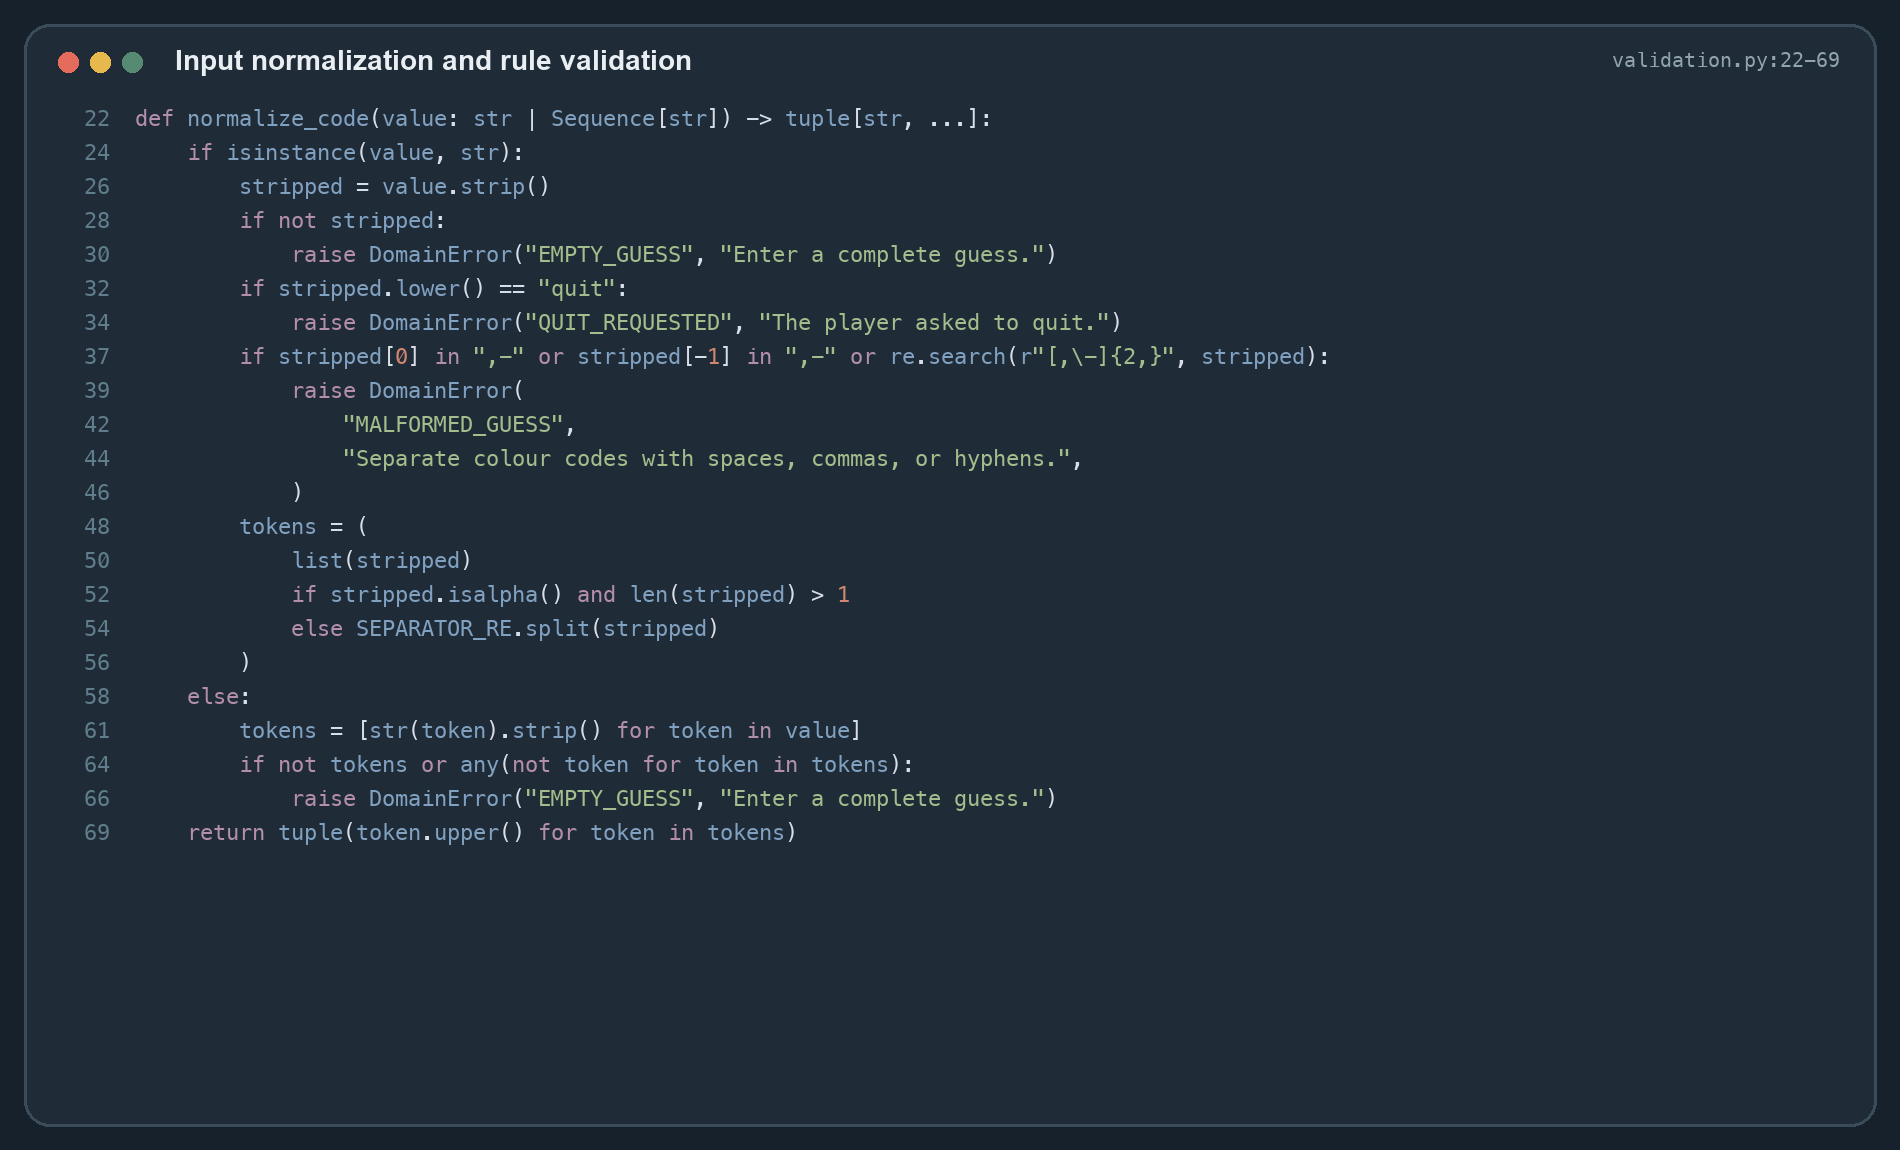 Input normalization and rule validation
validation.py:22–69
22 def normalize_code(value: str | Sequence[str]) -> tuple[str, ...]:
24     if isinstance(value, str):
26         stripped = value.strip()
28         if not stripped:
30             raise DomainError("EMPTY_GUESS", "Enter a complete guess.")
32         if stripped.lower() == "quit":
34             raise DomainError("QUIT_REQUESTED", "The player asked to quit.")
37         if stripped[0] in ",-" or stripped[-1] in ",-" or re.search(r"[,\-]{2,}", stripped):
39             raise DomainError(
42                 "MALFORMED_GUESS",
44                 "Separate colour codes with spaces, commas, or hyphens.",
46             )
48         tokens = (
50             list(stripped)
52             if stripped.isalpha() and len(stripped) > 1
54             else SEPARATOR_RE.split(stripped)
56         )
58     else:
61         tokens = [str(token).strip() for token in value]
64         if not tokens or any(not token for token in tokens):
66             raise DomainError("EMPTY_GUESS", "Enter a complete guess.")
69     return tuple(token.upper() for token in tokens)